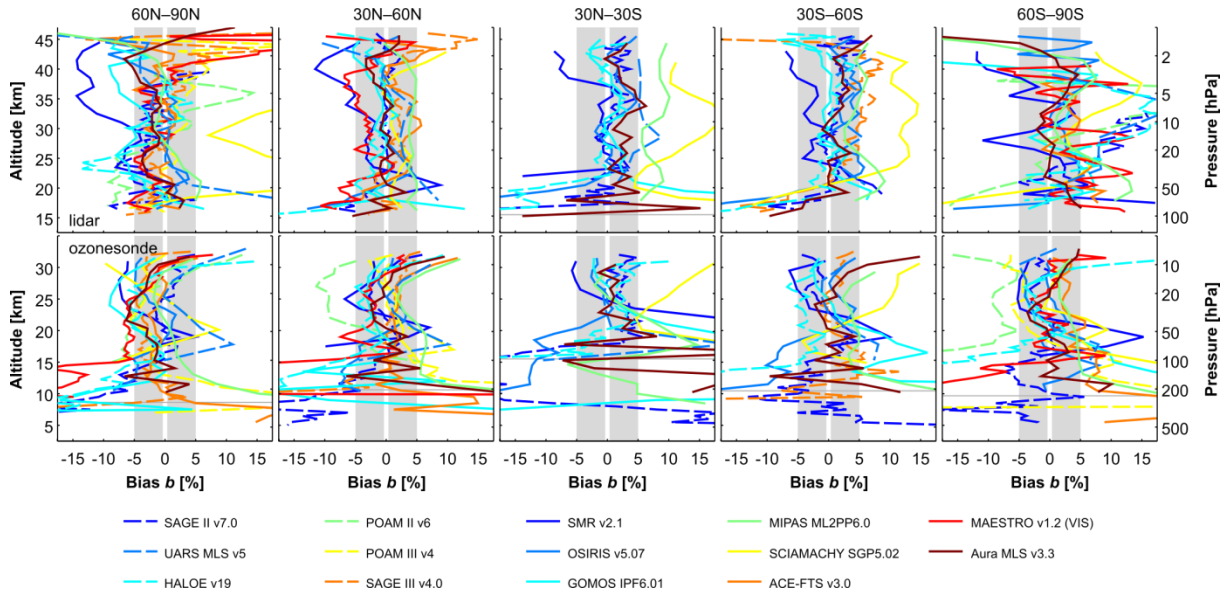 60N–90N 30N–60N 30N–30S 30S–60S 60S–90S
Altitude [km]
45
40
35
30
25
20
15
lidar
2
5
10
20
50
100
Pressure [hPa]
ozonesonde
Altitude [km]
30
25
20
15
10
5
10
20
50
100
200
500
Pressure [hPa]
-15 -10 -5 0 5 10 15 -15 -10 -5 0 5 10 15 -15 -10 -5 0 5 10 15 -15 -10 -5 0 5 10 15 -15 -10 -5 0 5 10 15
Bias b [%] Bias b [%] Bias b [%] Bias b [%] Bias b [%]
SAGE II v7.0 POAM II v6 SMR v2.1 MIPAS ML2PP6.0 MAESTRO v1.2 (VIS)
UARS MLS v5 POAM III v4 OSIRIS v5.07 SCIAMACHY SGP5.02 Aura MLS v3.3
HALOE v19 SAGE III v4.0 GOMOS IPF6.01 ACE-FTS v3.0